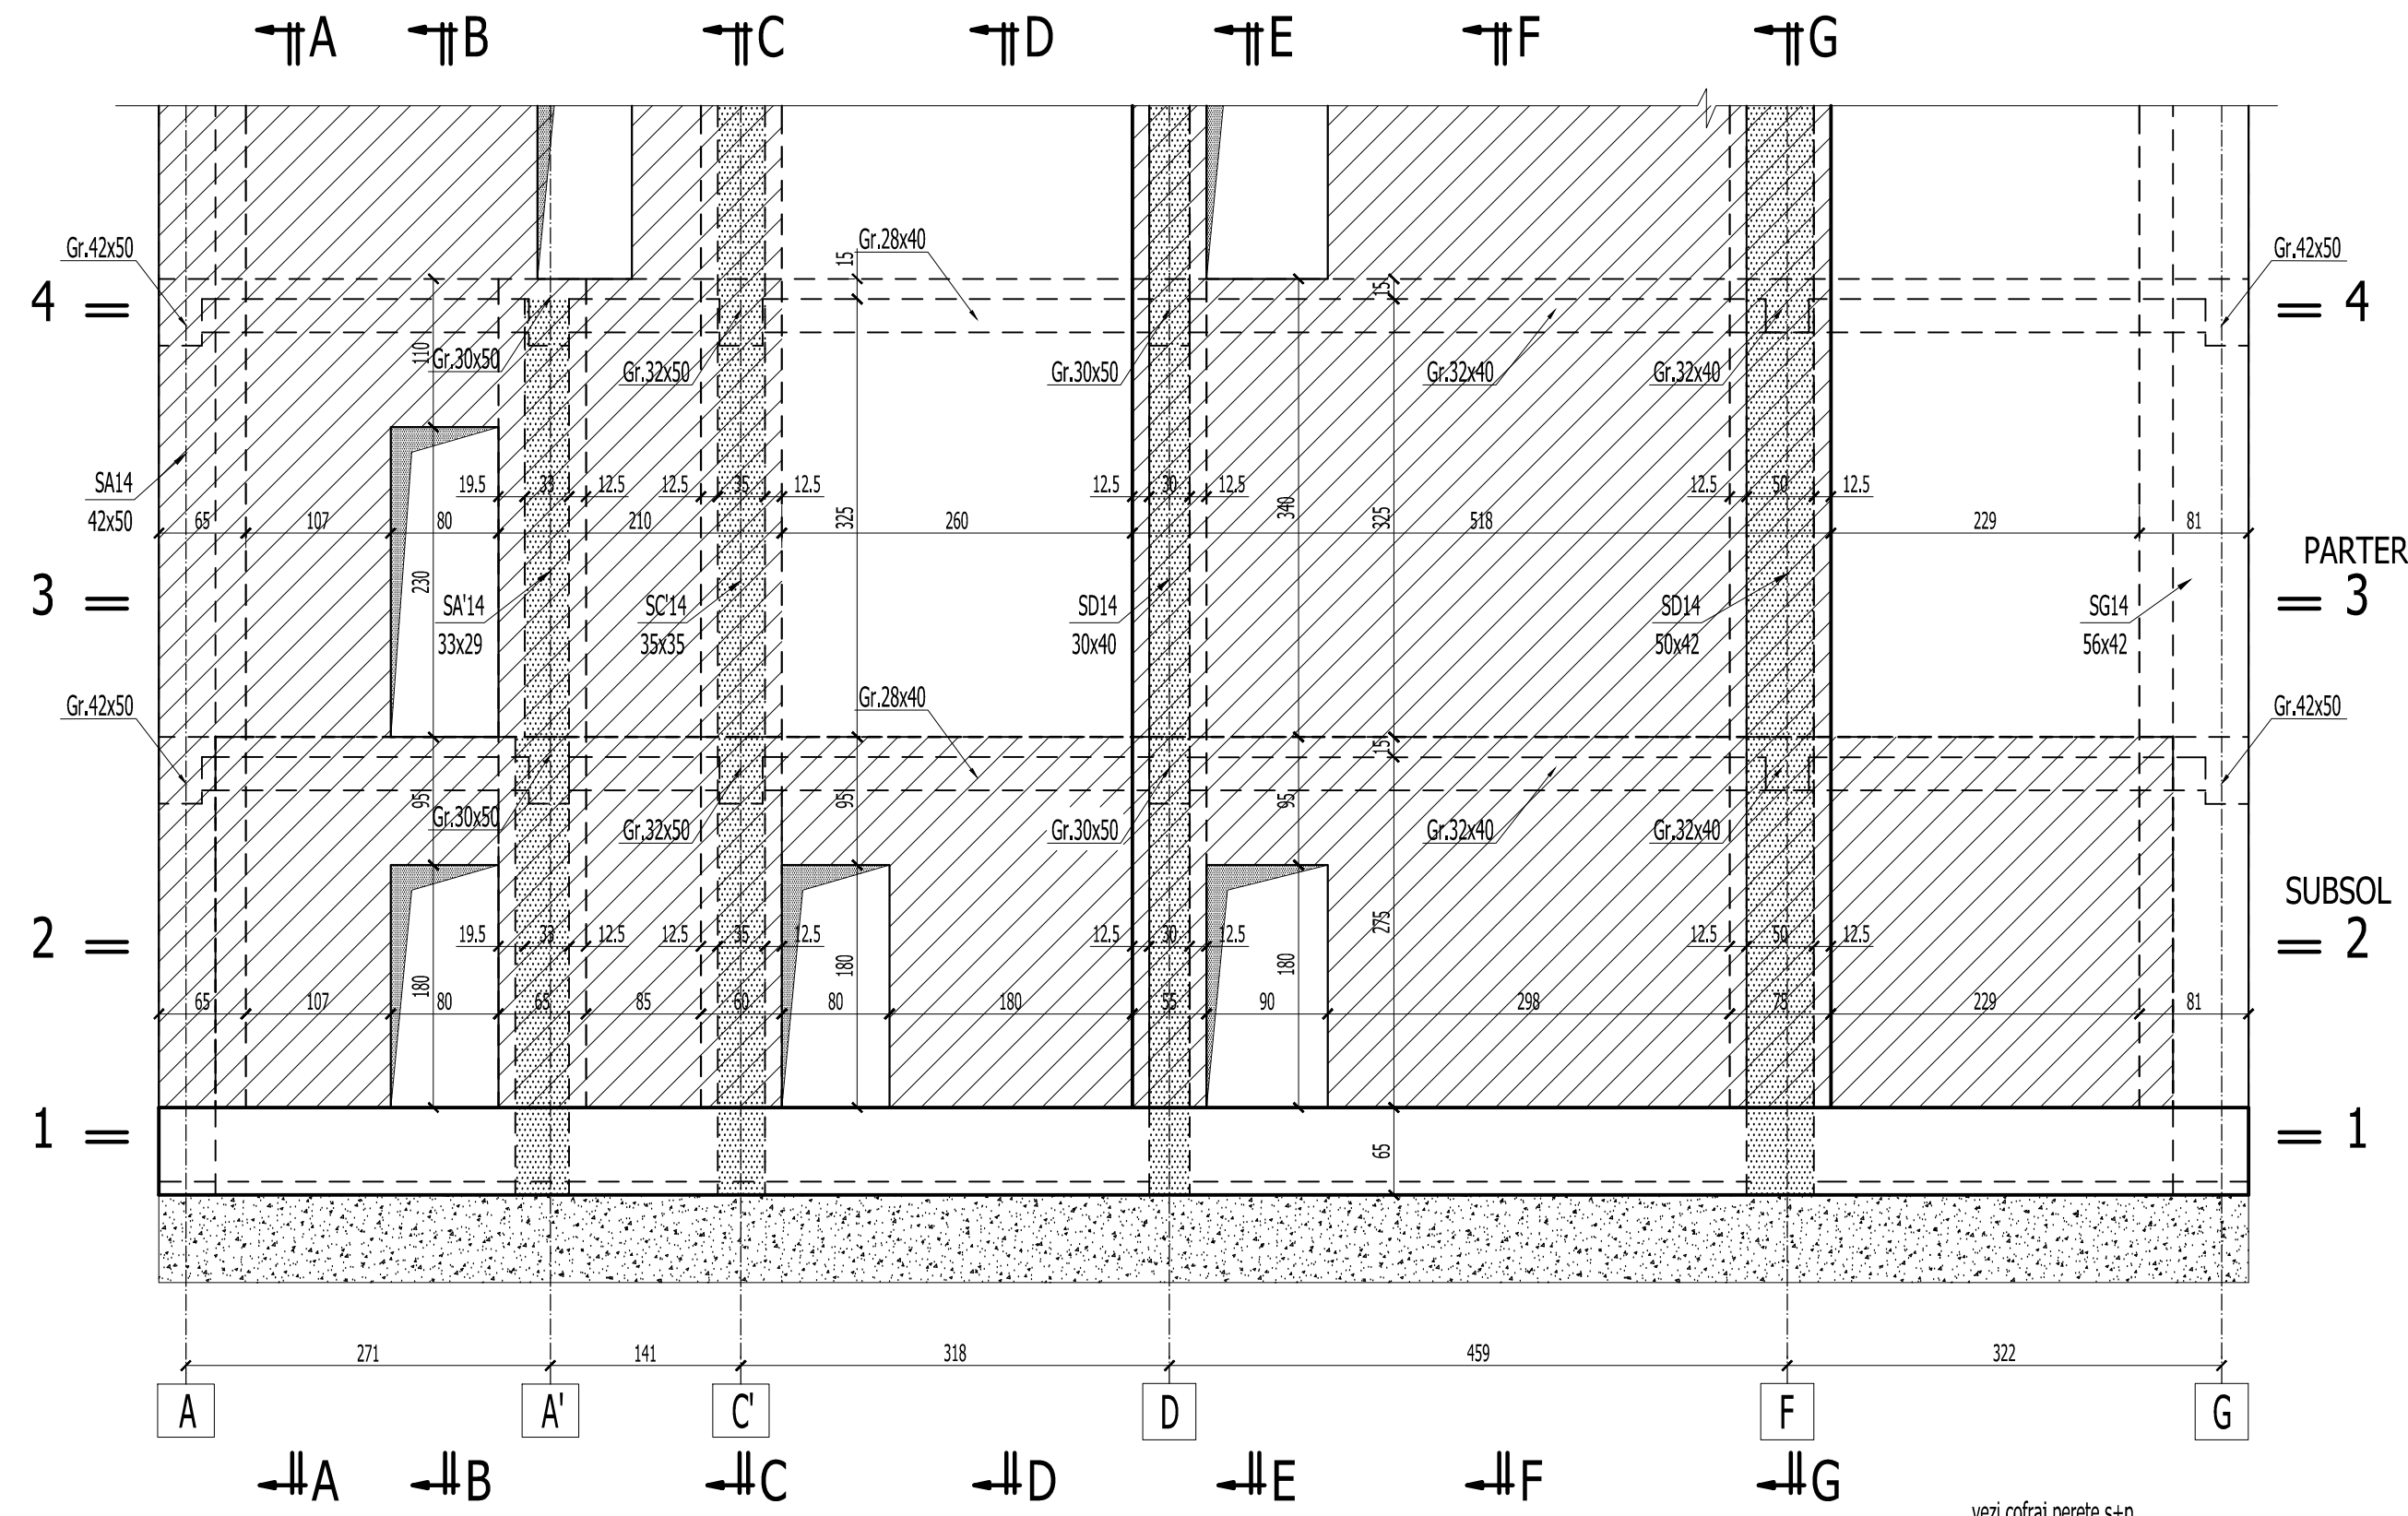 A B C D E F G
Gr.42x50
Gr.28x40
15
15
Gr.42x50
4
4
110
Gr.30x50
Gr.32x50
Gr.30x50
Gr.32x40
Gr.32x40
SA14
42x50
19.5 33 12.5 12.5 35 12.5 12.5 30 12.5 12.5 50 12.5
65 107 80 210 325 260 340 325 518 229 81
PARTER
3
3
230
SA'14
33x29
SC'14
35x35
SD14
30x40
SD14
50x42
SG14
56x42
Gr.42x50
Gr.28x40
15
Gr.42x50
95
95
95
Gr.30x50
Gr.32x50
Gr.30x50
Gr.32x40
Gr.32x40
SUBSOL
2
2
19.5 33 12.5 12.5 35 12.5 12.5 30 12.5 275 12.5 50 12.5
180
180
180
65 107 80 65 85 60 80 180 55 90 298 75 229 81
1
65
1
271 141 318 459 322
A A' C' D F G
A B C D E F G
vezi cofraj perete s+p